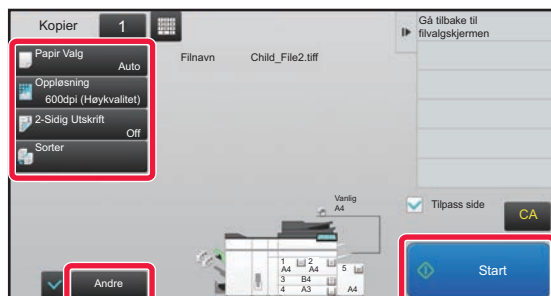 Kopier 1
Gå tilbake til
filvalgskjermen
Papir Valg
Auto
Filnavn Child_File2.tiff
Oppløsning
600dpi (Høykvalitet)
2-Sidig Utskrift
Off
Sorter
Vanlig
A4
Tilpass side
CA
1 2
A4 A4
5
3 B4
4 A3 A4
Andre
Start